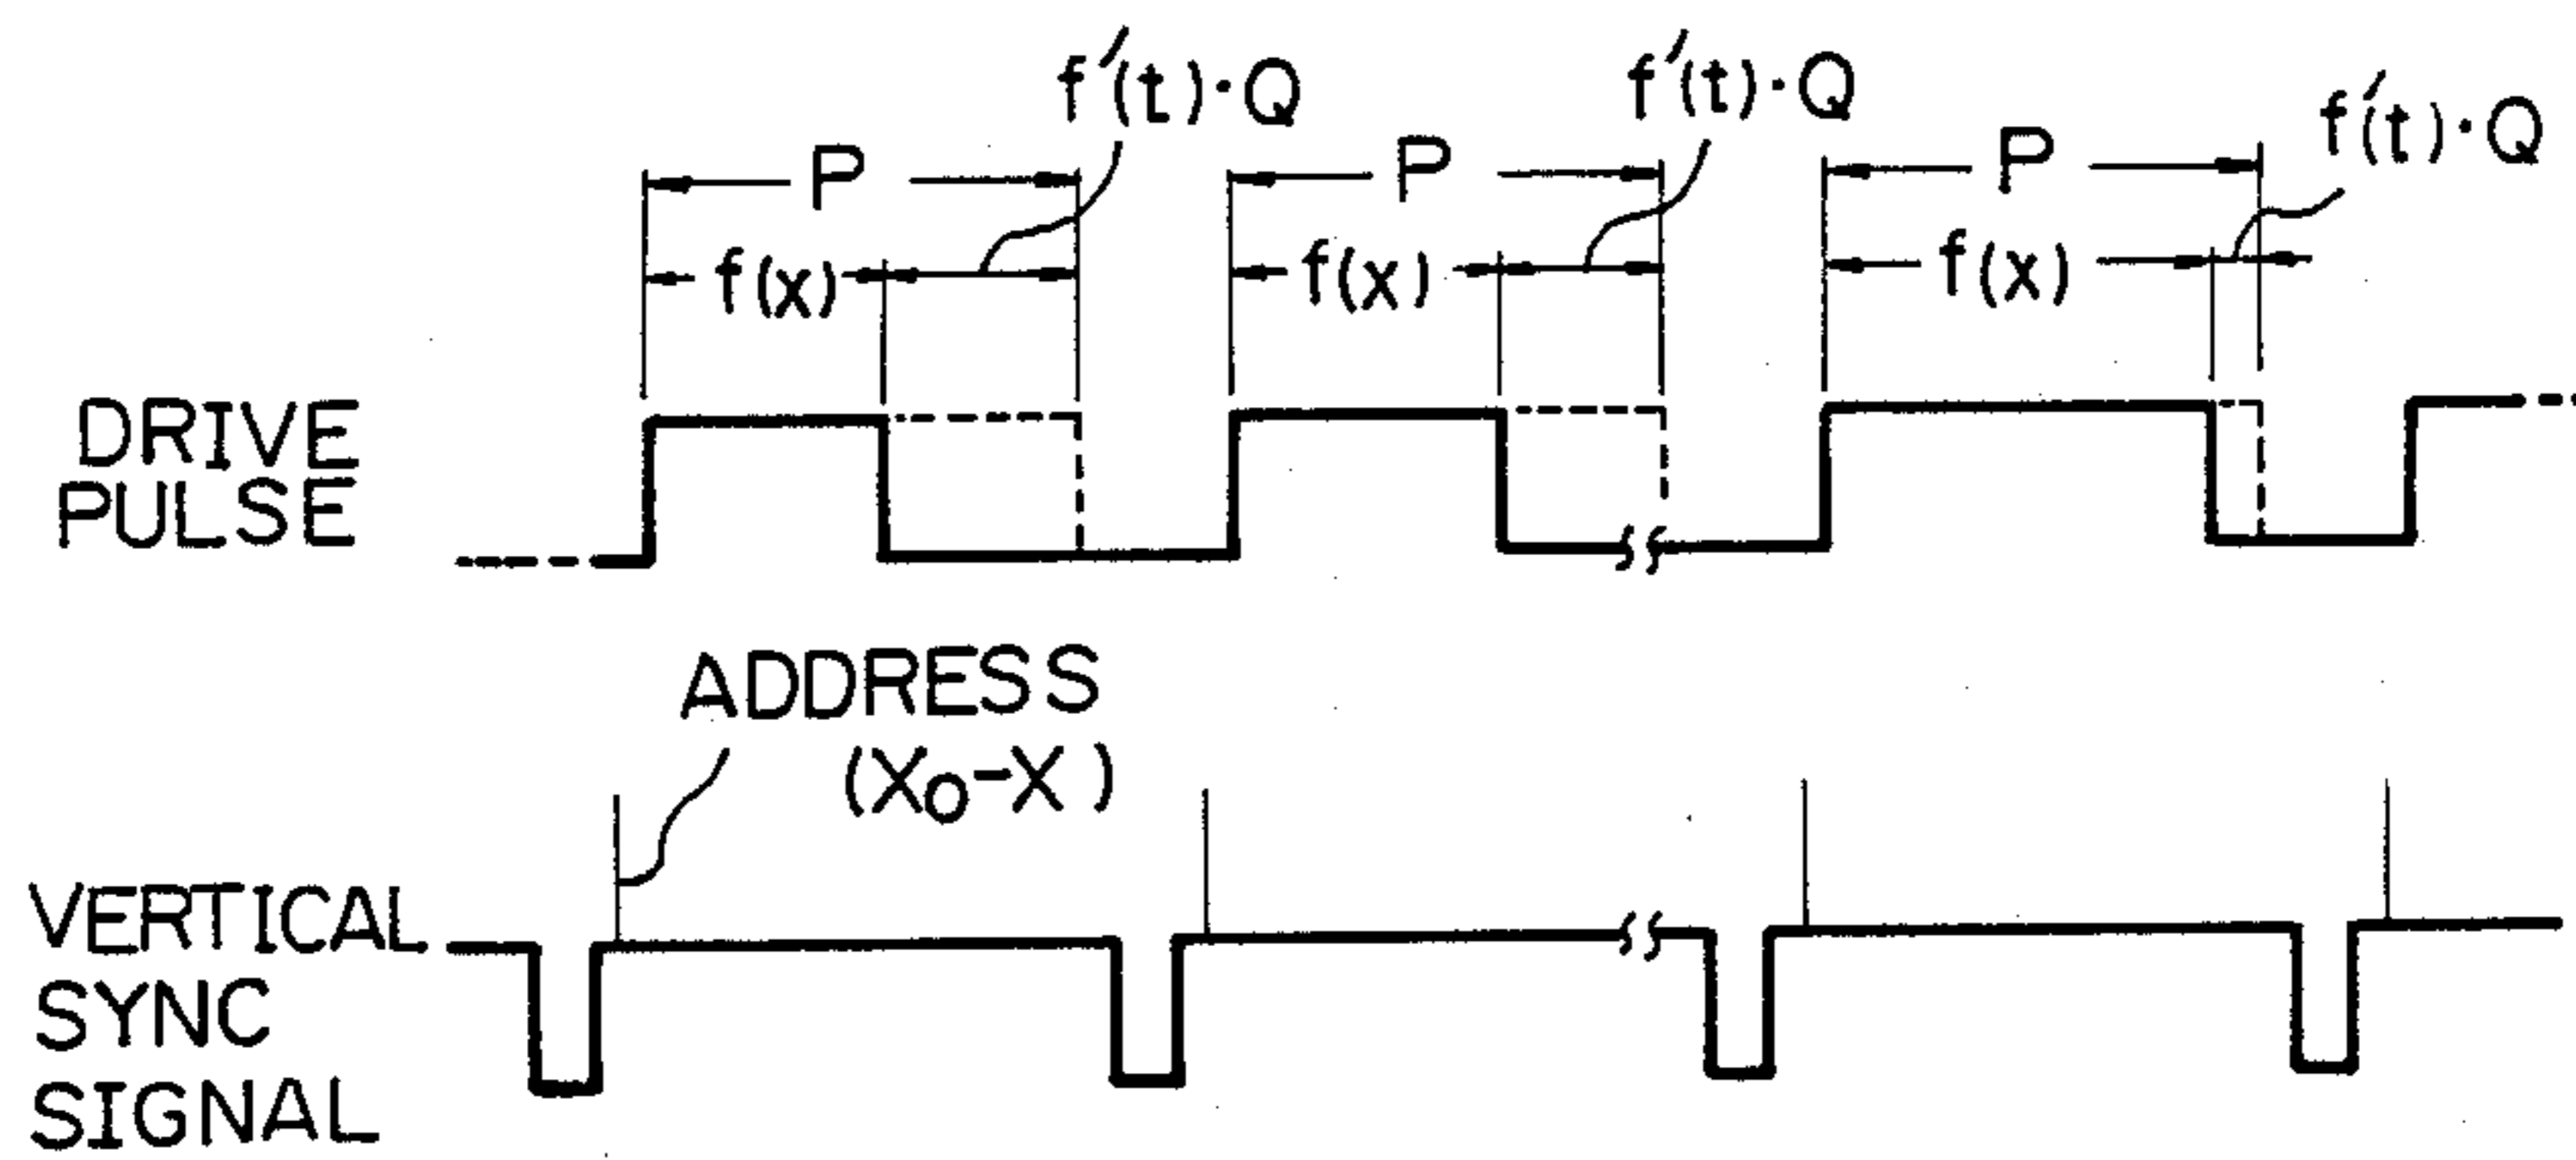 f'(t)·Q
f'(t)·Q
f'(t)·Q
P
P
P
f(x)
f(x)
f(x)
DRIVE
PULSE
ADDRESS
(X₀-X)
VERTICAL
SYNC
SIGNAL